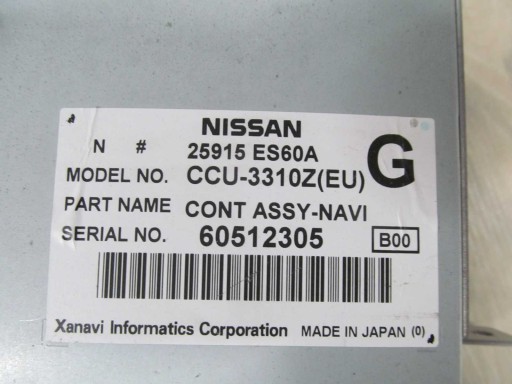 NISSAN
N # 25915 ES60A
G
MODEL NO. CCU-3310Z(EU)
PART NAME CONT ASSY-NAVI
SERIAL NO. 60512305 B00
Xanavi Informatics Corporation MADE IN JAPAN (0)